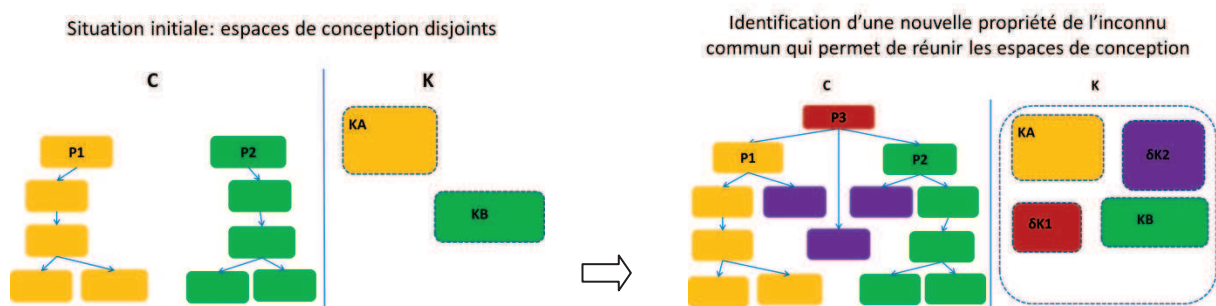 Situation initiale: espaces de conception disjoints
C
K
KA
P1
P2
KB
Identification d'une nouvelle propriété de l'inconnu
commun qui permet de réunir les espaces de conception
C
K
P3
KA
P1
P2
δK2
δK1
KB